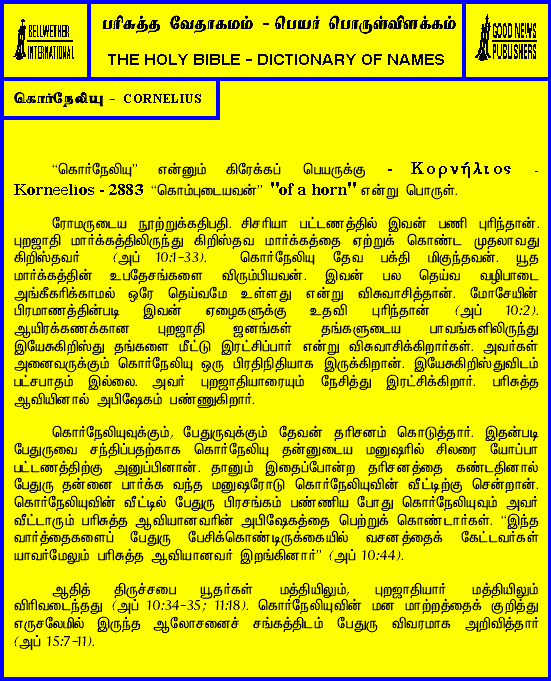 BELLWETHER
INTERNATIONAL
பரிசுத்த வேதாகமம் - பெயர் பொருள்விளக்கம்
THE HOLY BIBLE - DICTIONARY OF NAMES
GOOD NEWS
PUBLISHERS
கொர்நேலியு - CORNELIUS
“கொர்நேலியு” என்னும் கிரேக்கப் பெயருக்கு - Κορνήλιος -
Korneelios - 2883 “கொம்புடையவன்” "of a horn" என்று பொருள்.
ரோமருடைய நூற்றுக்கதிபதி. சிசரியா பட்டணத்தில் இவன் பணி புரிந்தான்.
புறஜாதி மார்க்கத்திலிருந்து கிறிஸ்தவ மார்க்கத்தை ஏற்றுக் கொண்ட முதலாவது
கிறிஸ்தவர் (அப் 10:1-33). கொர்நேலியு தேவ பக்தி மிகுந்தவன். யூத
மார்க்கத்தின் உபதேசங்களை விரும்பியவன். இவன் பல தெய்வ வழிபாடை
அங்கீகரிக்காமல் ஒரே தெய்வமே உள்ளது என்று விசுவாசித்தான். மோசேயின்
பிரமாணத்தின்படி இவன் ஏழைகளுக்கு உதவி புரிந்தான் (அப் 10:2).
ஆயிரக்கணக்கான புறஜாதி ஜனங்கள் தங்களுடைய பாவங்களிலிருந்து
இயேசுகிறிஸ்து தங்களை மீட்டு இரட்சிப்பார் என்று விசுவாசிக்கிறார்கள். அவர்கள்
அனைவருக்கும் கொர்நேலியு ஒரு பிரதிநிதியாக இருக்கிறான். இயேசுகிறிஸ்துவிடம்
பட்சபாதம் இல்லை. அவர் புறஜாதியாரையும் நேசித்து இரட்சிக்கிறார். பரிசுத்த
ஆவியினால் அபிஷேகம் பண்ணுகிறார்.
கொர்நேலியுவுக்கும், பேதுருவுக்கும் தேவன் தரிசனம் கொடுத்தார். இதன்படி
பேதுருவை சந்திப்பதற்காக கொர்நேலியு தன்னுடைய மனுஷரில் சிலரை யோப்பா
பட்டணத்திற்கு அனுப்பினான். தானும் இதைப்போன்ற தரிசனத்தை கண்டதினால்
பேதுரு தன்னை பார்க்க வந்த மனுஷரோடு கொர்நேலியுவின் வீட்டிற்கு சென்றான்.
கொர்நேலியுவின் வீட்டில் பேதுரு பிரசங்கம் பண்ணிய போது கொர்நேலியுவும் அவர்
வீட்டாரும் பரிசுத்த ஆவியானவரின் அபிஷேகத்தை பெற்றுக் கொண்டார்கள். “இந்த
வார்த்தைகளைப் பேதுரு பேசிக்கொண்டிருக்கையில் வசனத்தைக் கேட்டவர்கள்
யாவர்மேலும் பரிசுத்த ஆவியானவர் இறங்கினார்” (அப் 10:44).
ஆதித் திருச்சபை யூதர்கள் மத்தியிலும், புறஜாதியார் மத்தியிலும்
விரிவடைந்தது (அப் 10:34-35; 11:18). கொர்நேலியுவின் மன மாற்றத்தைக் குறித்து
எருசலேமில் இருந்த ஆலோசனைச் சங்கத்திடம் பேதுரு விவரமாக அறிவித்தார்
(அப் 15:7-11).